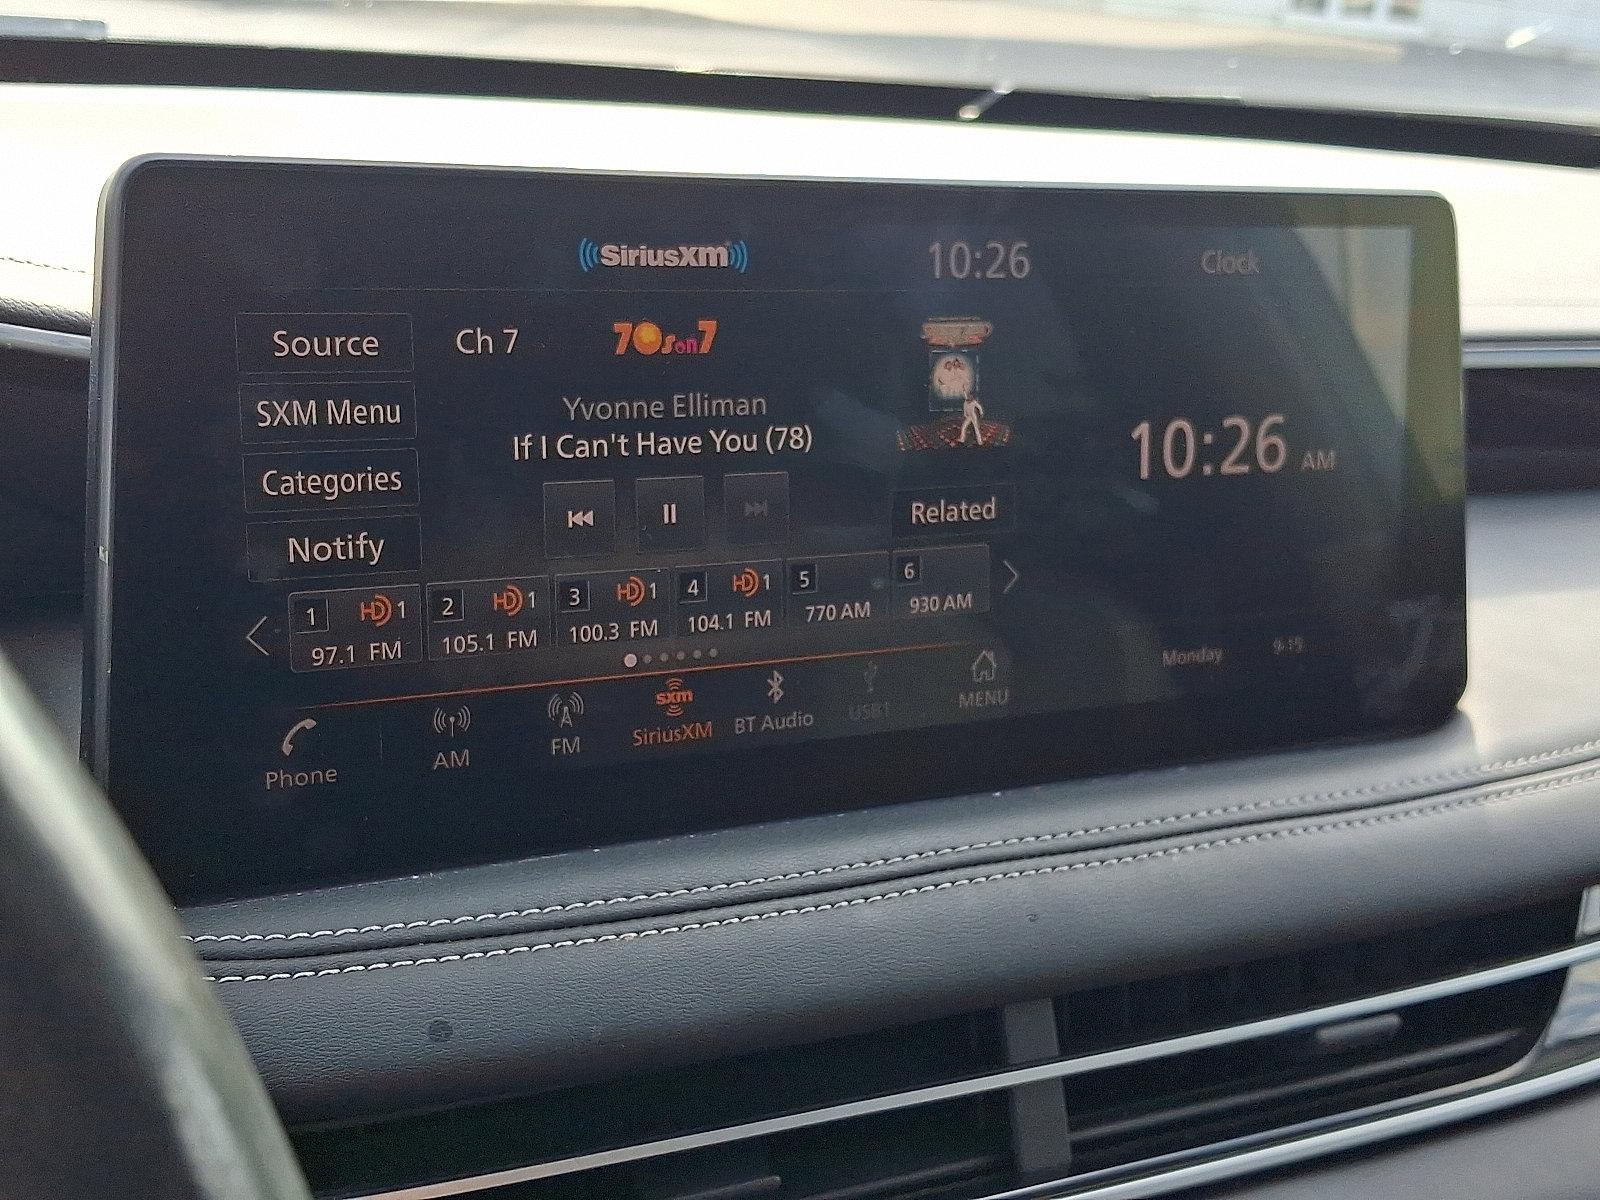 SiriusXM
10:26
Clock
Source
Ch 7
70s on 7
SXM Menu
Yvonne Elliman
If I Can't Have You (78)
10:26 AM
Categories
Related
Notify
1 HD 1
97.1 FM
2 HD 1
105.1 FM
3 HD 1
100.3 FM
4 HD 1
104.1 FM
5
770 AM
6
930 AM
Monday
9-15
Phone
AM
FM
sxm
SiriusXM
BT Audio
USB1
MENU